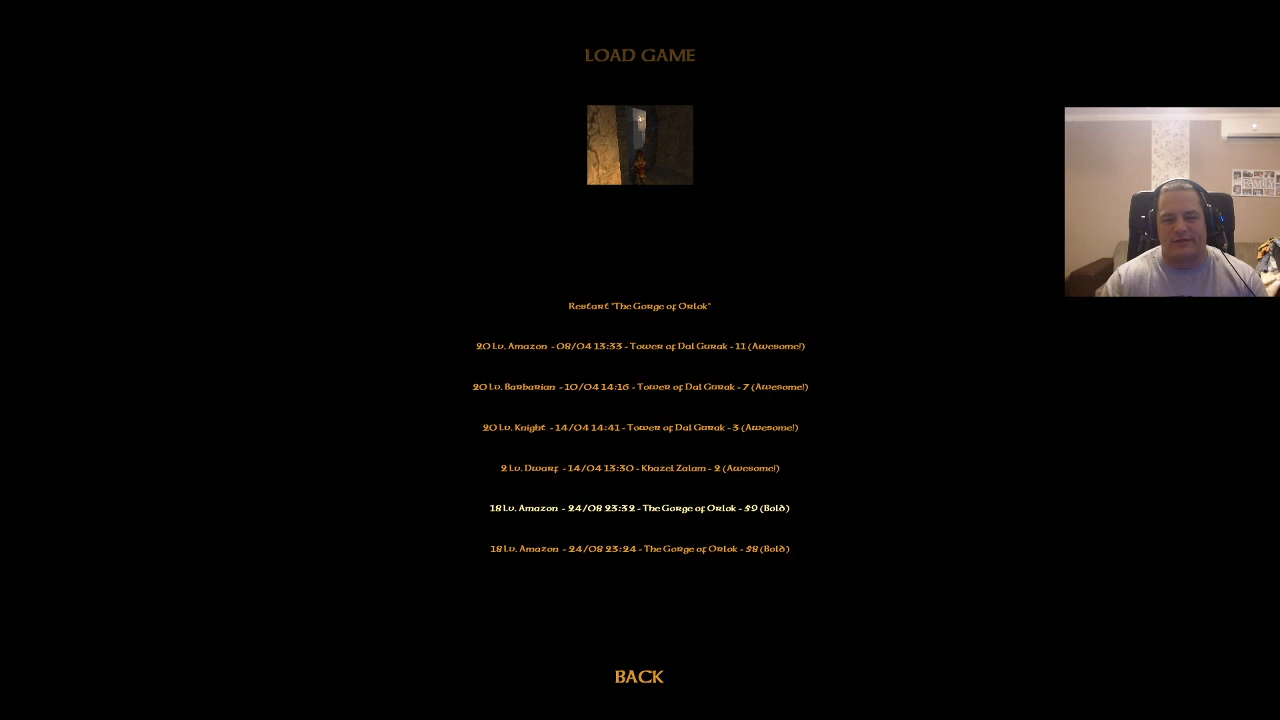 LOAD GAME
FAMILY
Restart "The Gorge of Orlok"
20 Lv. Amazon - 08/04 13:33 - Tower of Dal Gurak - 11 (Awesome!)
20 Lv. Barbarian - 10/04 14:16 - Tower of Dal Gurak - 7 (Awesome!)
20 Lv. Knight - 14/04 14:41 - Tower of Dal Gurak - 3 (Awesome!)
2 Lv. Dwarf - 14/04 13:30 - Khazel Zalam - 2 (Awesome!)
18 Lv. Amazon - 24/08 23:32 - The Gorge of Orlok - 59 (Bold)
18 Lv. Amazon - 24/08 23:24 - The Gorge of Orlok - 58 (Bold)
BACK